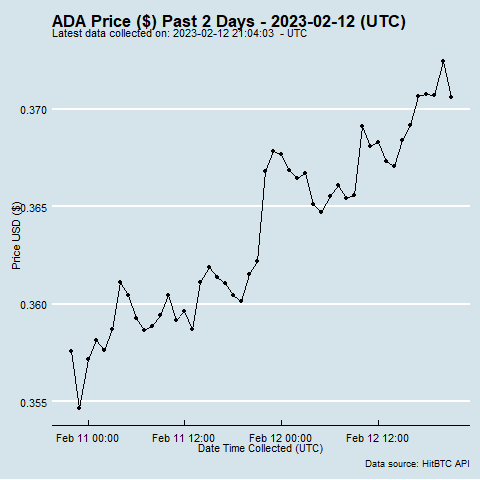 ADA Price ($) Past 2 Days - 2023-02-12 (UTC)
Latest data collected on: 2023-02-12 21:04:03 - UTC
0.370
0.365
0.360
0.355
Price USD ($)
Feb 11 00:00 Feb 11 12:00 Feb 12 00:00 Feb 12 12:00
Date Time Collected (UTC)
Data source: HitBTC API